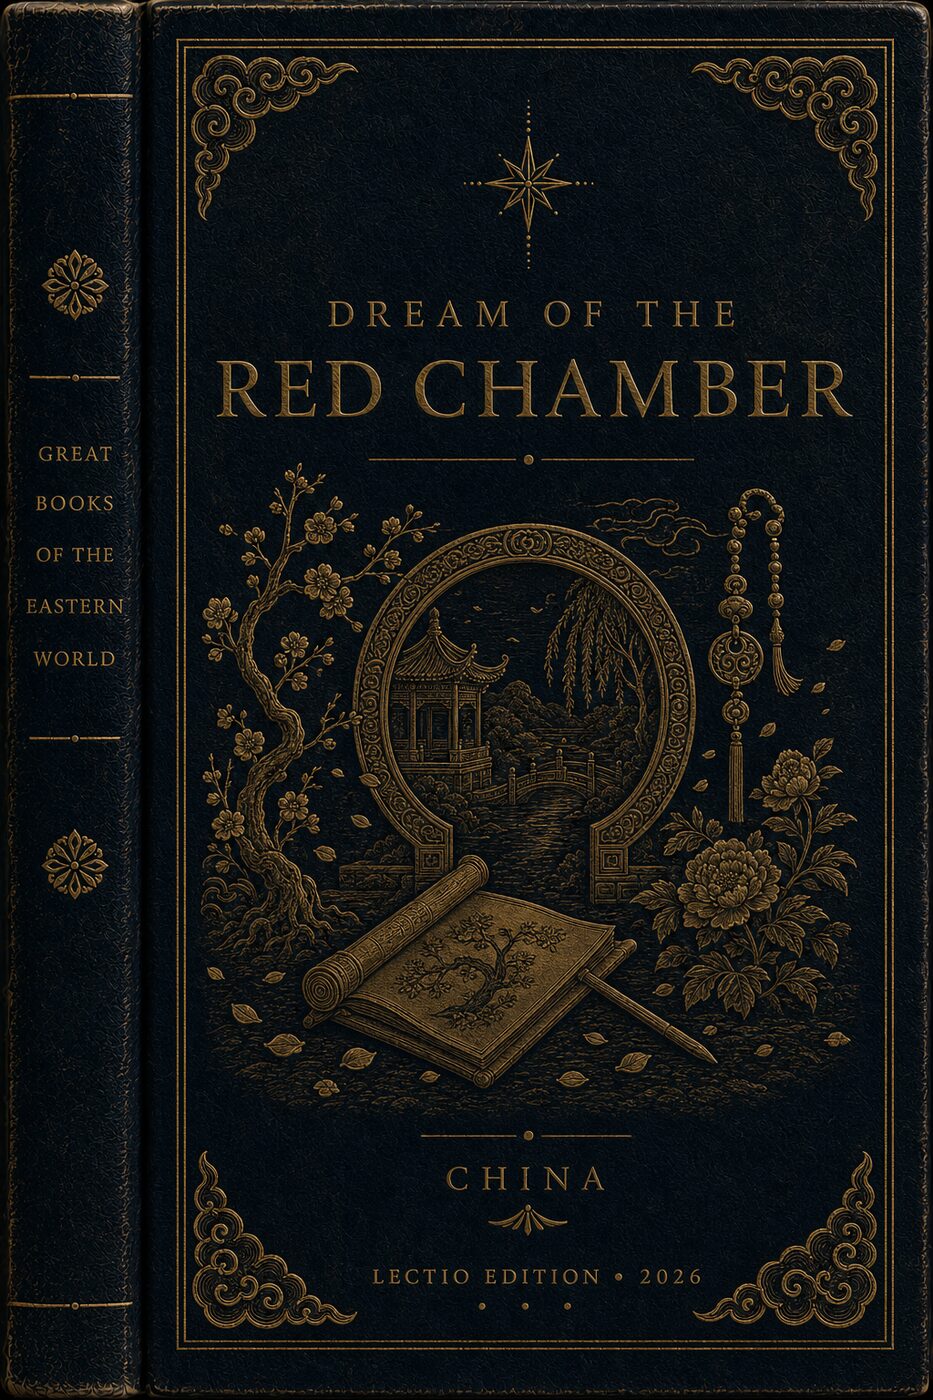 GREAT
BOOKS
OF THE
EASTERN
WORLD
DREAM OF THE
RED CHAMBER
CHINA
LECTIO EDITION • 2026